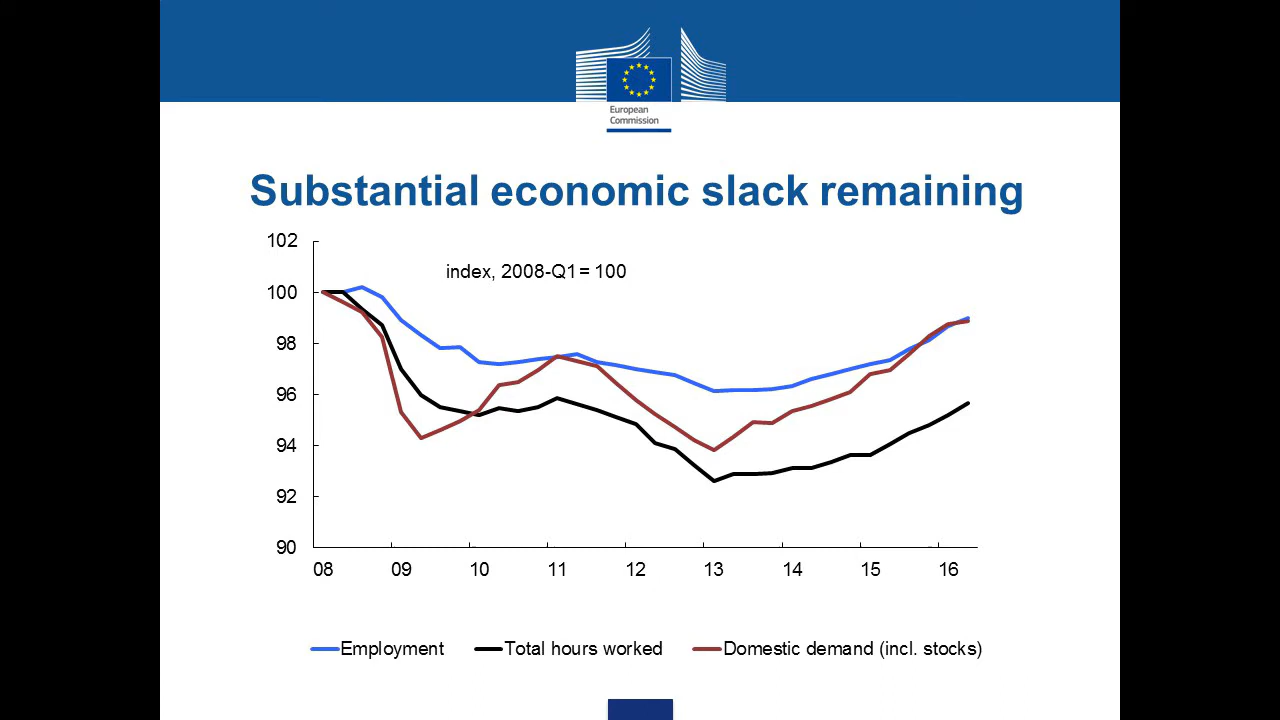 European
Commission
Substantial economic slack remaining
index, 2008-Q1 = 100
102
100
98
96
94
92
90
08 09 10 11 12 13 14 15 16
Employment Total hours worked Domestic demand (incl. stocks)